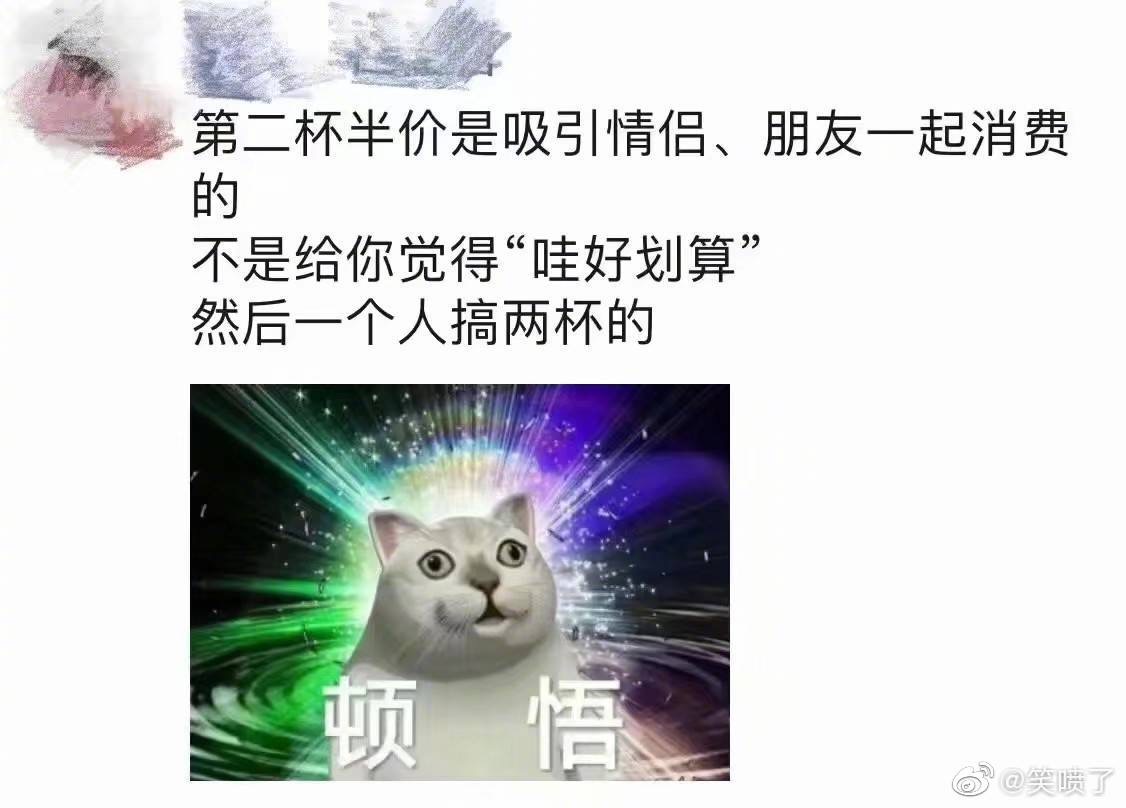 第二杯半价是吸引情侣、朋友一起消费
的
不是给你觉得“哇好划算”
然后一个人搞两杯的
顿 悟
@笑喷了